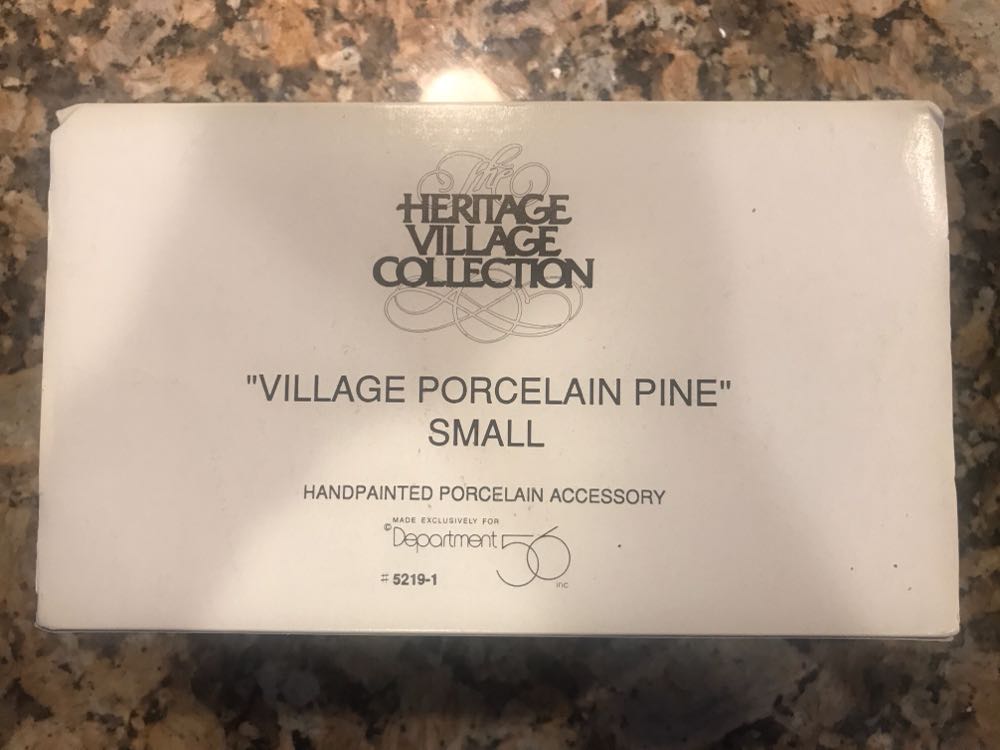 The
HERITAGE
VILLAGE
COLLECTION
"VILLAGE PORCELAIN PINE"
SMALL
HANDPAINTED PORCELAIN ACCESSORY
MADE EXCLUSIVELY FOR
© Department 56 inc
# 5219-1